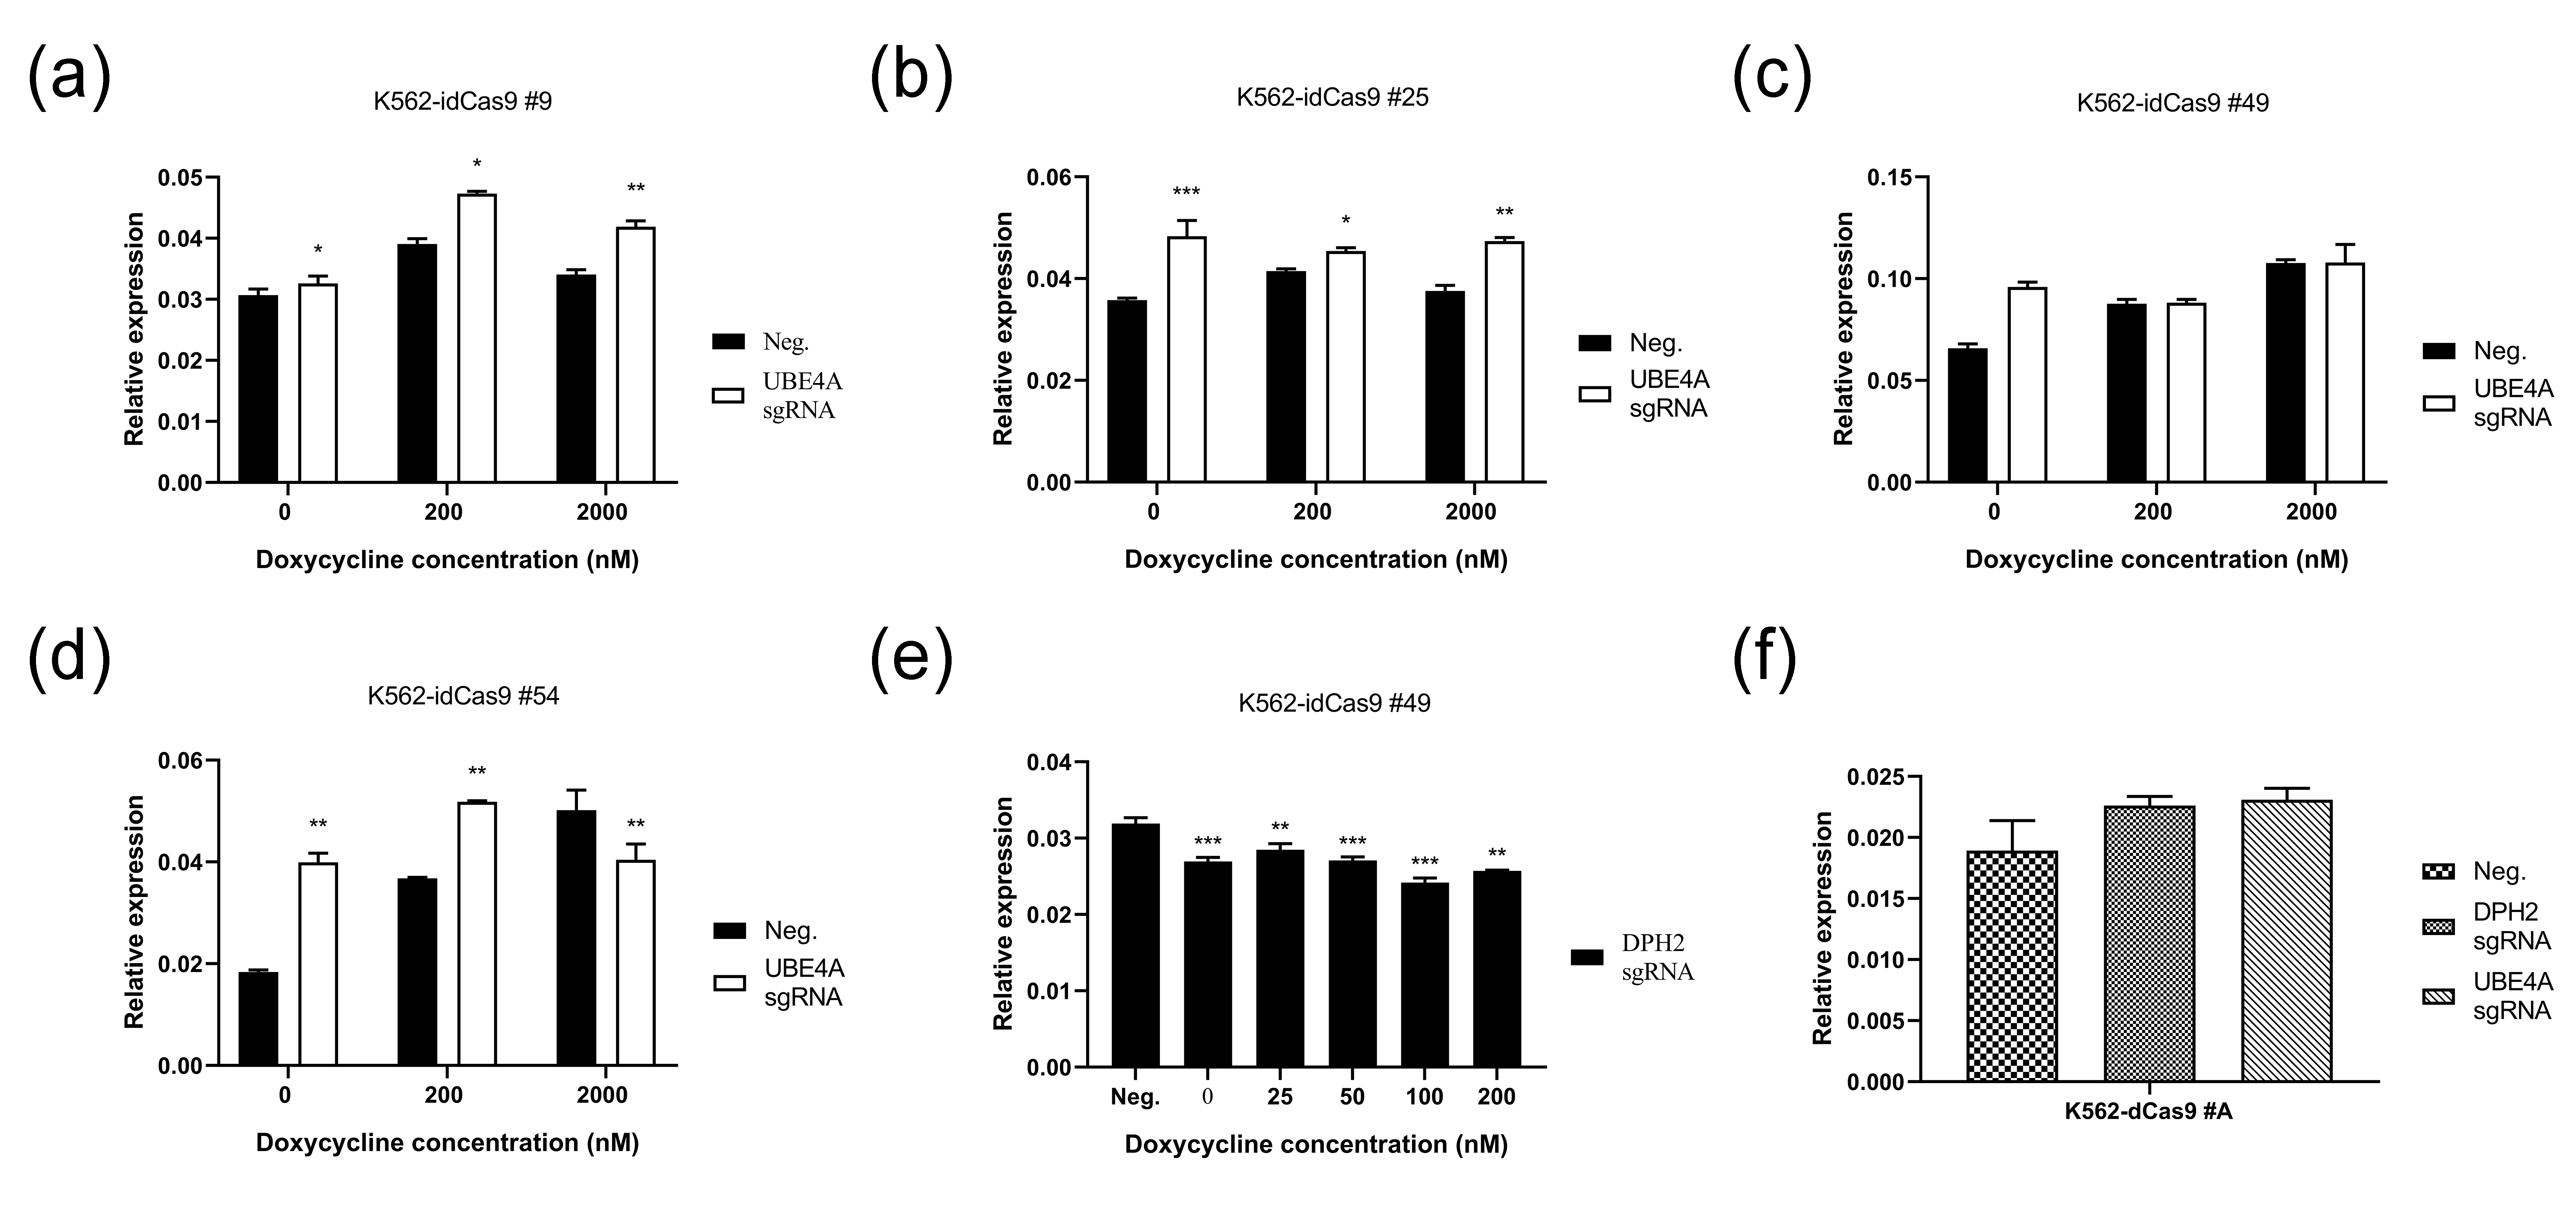 (a)
K562-idCas9 #9
Relative expression
0.05
0.04
0.03
0.02
0.01
0.00
*
*
**
0
200
2000
Doxycycline concentration (nM)
Neg.
UBE4A
sgRNA
(b)
K562-idCas9 #25
Relative expression
0.06
0.04
0.02
0.00
***
*
**
0
200
2000
Doxycycline concentration (nM)
Neg.
UBE4A
sgRNA
(c)
K562-idCas9 #49
Relative expression
0.15
0.10
0.05
0.00
0
200
2000
Doxycycline concentration (nM)
Neg.
UBE4A
sgRNA
(d)
K562-idCas9 #54
Relative expression
0.06
0.04
0.02
0.00
**
**
**
0
200
2000
Doxycycline concentration (nM)
Neg.
UBE4A
sgRNA
(e)
K562-idCas9 #49
Relative expression
0.04
0.03
0.02
0.01
0.00
***
**
***
***
**
Neg.
0
25
50
100
200
Doxycycline concentration (nM)
DPH2
sgRNA
(f)
Relative expression
0.025
0.020
0.015
0.010
0.005
0.000
K562-dCas9 #A
Neg.
DPH2
sgRNA
UBE4A
sgRNA